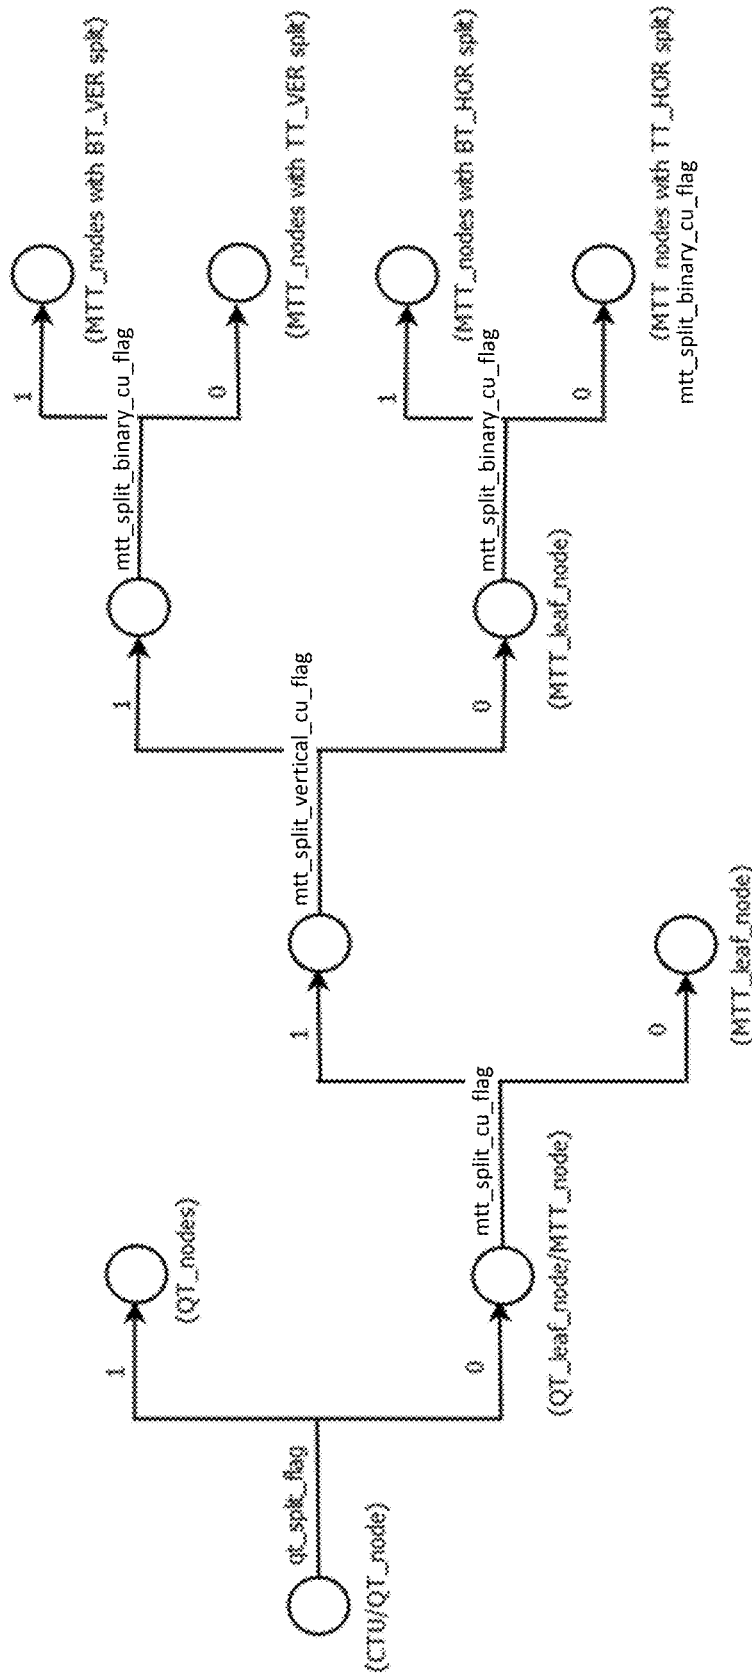 (CTU/QT_node)
qt_split_flag
1
(QT_nodes)
0
(QT_leaf_node/MTT_node)
mtt_split_cu_flag
1
0
(MTT_leaf_node)
mtt_split_vertical_cu_flag
1
0
(MTT_leaf_node)
mtt_split_binary_cu_flag
1
(MTT_nodes with BT_VER split)
0
(MTT_nodes with TT_VER split)
mtt_split_binary_cu_flag
1
(MTT_nodes with BT_HOR split)
0
(MTT_nodes with TT_HOR split)
mtt_split_binary_cu_flag